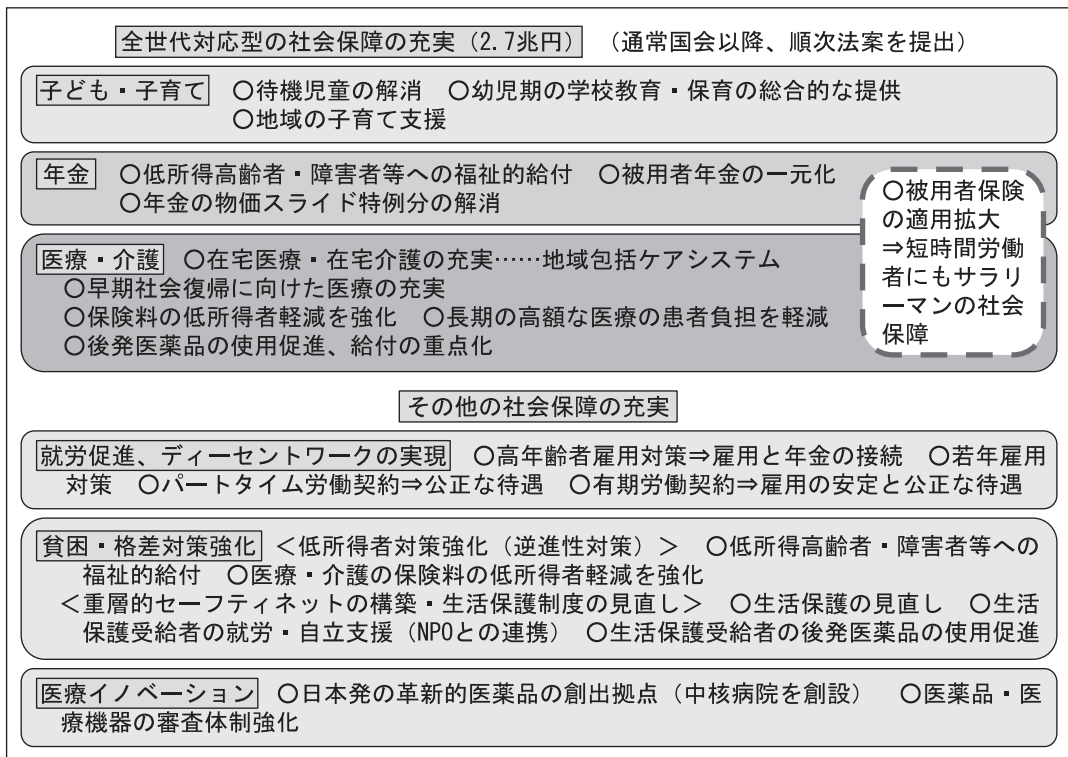 全世代対応型の社会保障の充実(2.7兆円) (通常国会以降、順次法案を提出)
子ども・子育て ○待機児童の解消 ○幼児期の学校教育・保育の総合的な提供
○地域の子育て支援
年金 ○低所得高齢者・障害者等への福祉的給付 ○被用者年金の一元化
○年金の物価スライド特例分の解消
○被用者保険
の適用拡大
⇒短時間労働
者にもサラリ
ーマンの社会
保障
医療・介護 ○在宅医療・在宅介護の充実……地域包括ケアシステム
○早期社会復帰に向けた医療の充実
○保険料の低所得者軽減を強化 ○長期の高額な医療の患者負担を軽減
○後発医薬品の使用促進、給付の重点化
その他の社会保障の充実
就労促進、ディーセントワークの実現 ○高年齢者雇用対策⇒雇用と年金の接続 ○若年雇用
対策 ○パートタイム労働契約⇒公正な待遇 ○有期労働契約⇒雇用の安定と公正な待遇
貧困・格差対策強化 <低所得者対策強化(逆進性対策)> ○低所得高齢者・障害者等への
福祉的給付 ○医療・介護の保険料の低所得者軽減を強化
<重層的セーフティネットの構築・生活保護制度の見直し> ○生活保護の見直し ○生活
保護受給者の就労・自立支援(NPOとの連携) ○生活保護受給者の後発医薬品の使用促進
医療イノベーション ○日本発の革新的医薬品の創出拠点(中核病院を創設) ○医薬品・医
療機器の審査体制強化